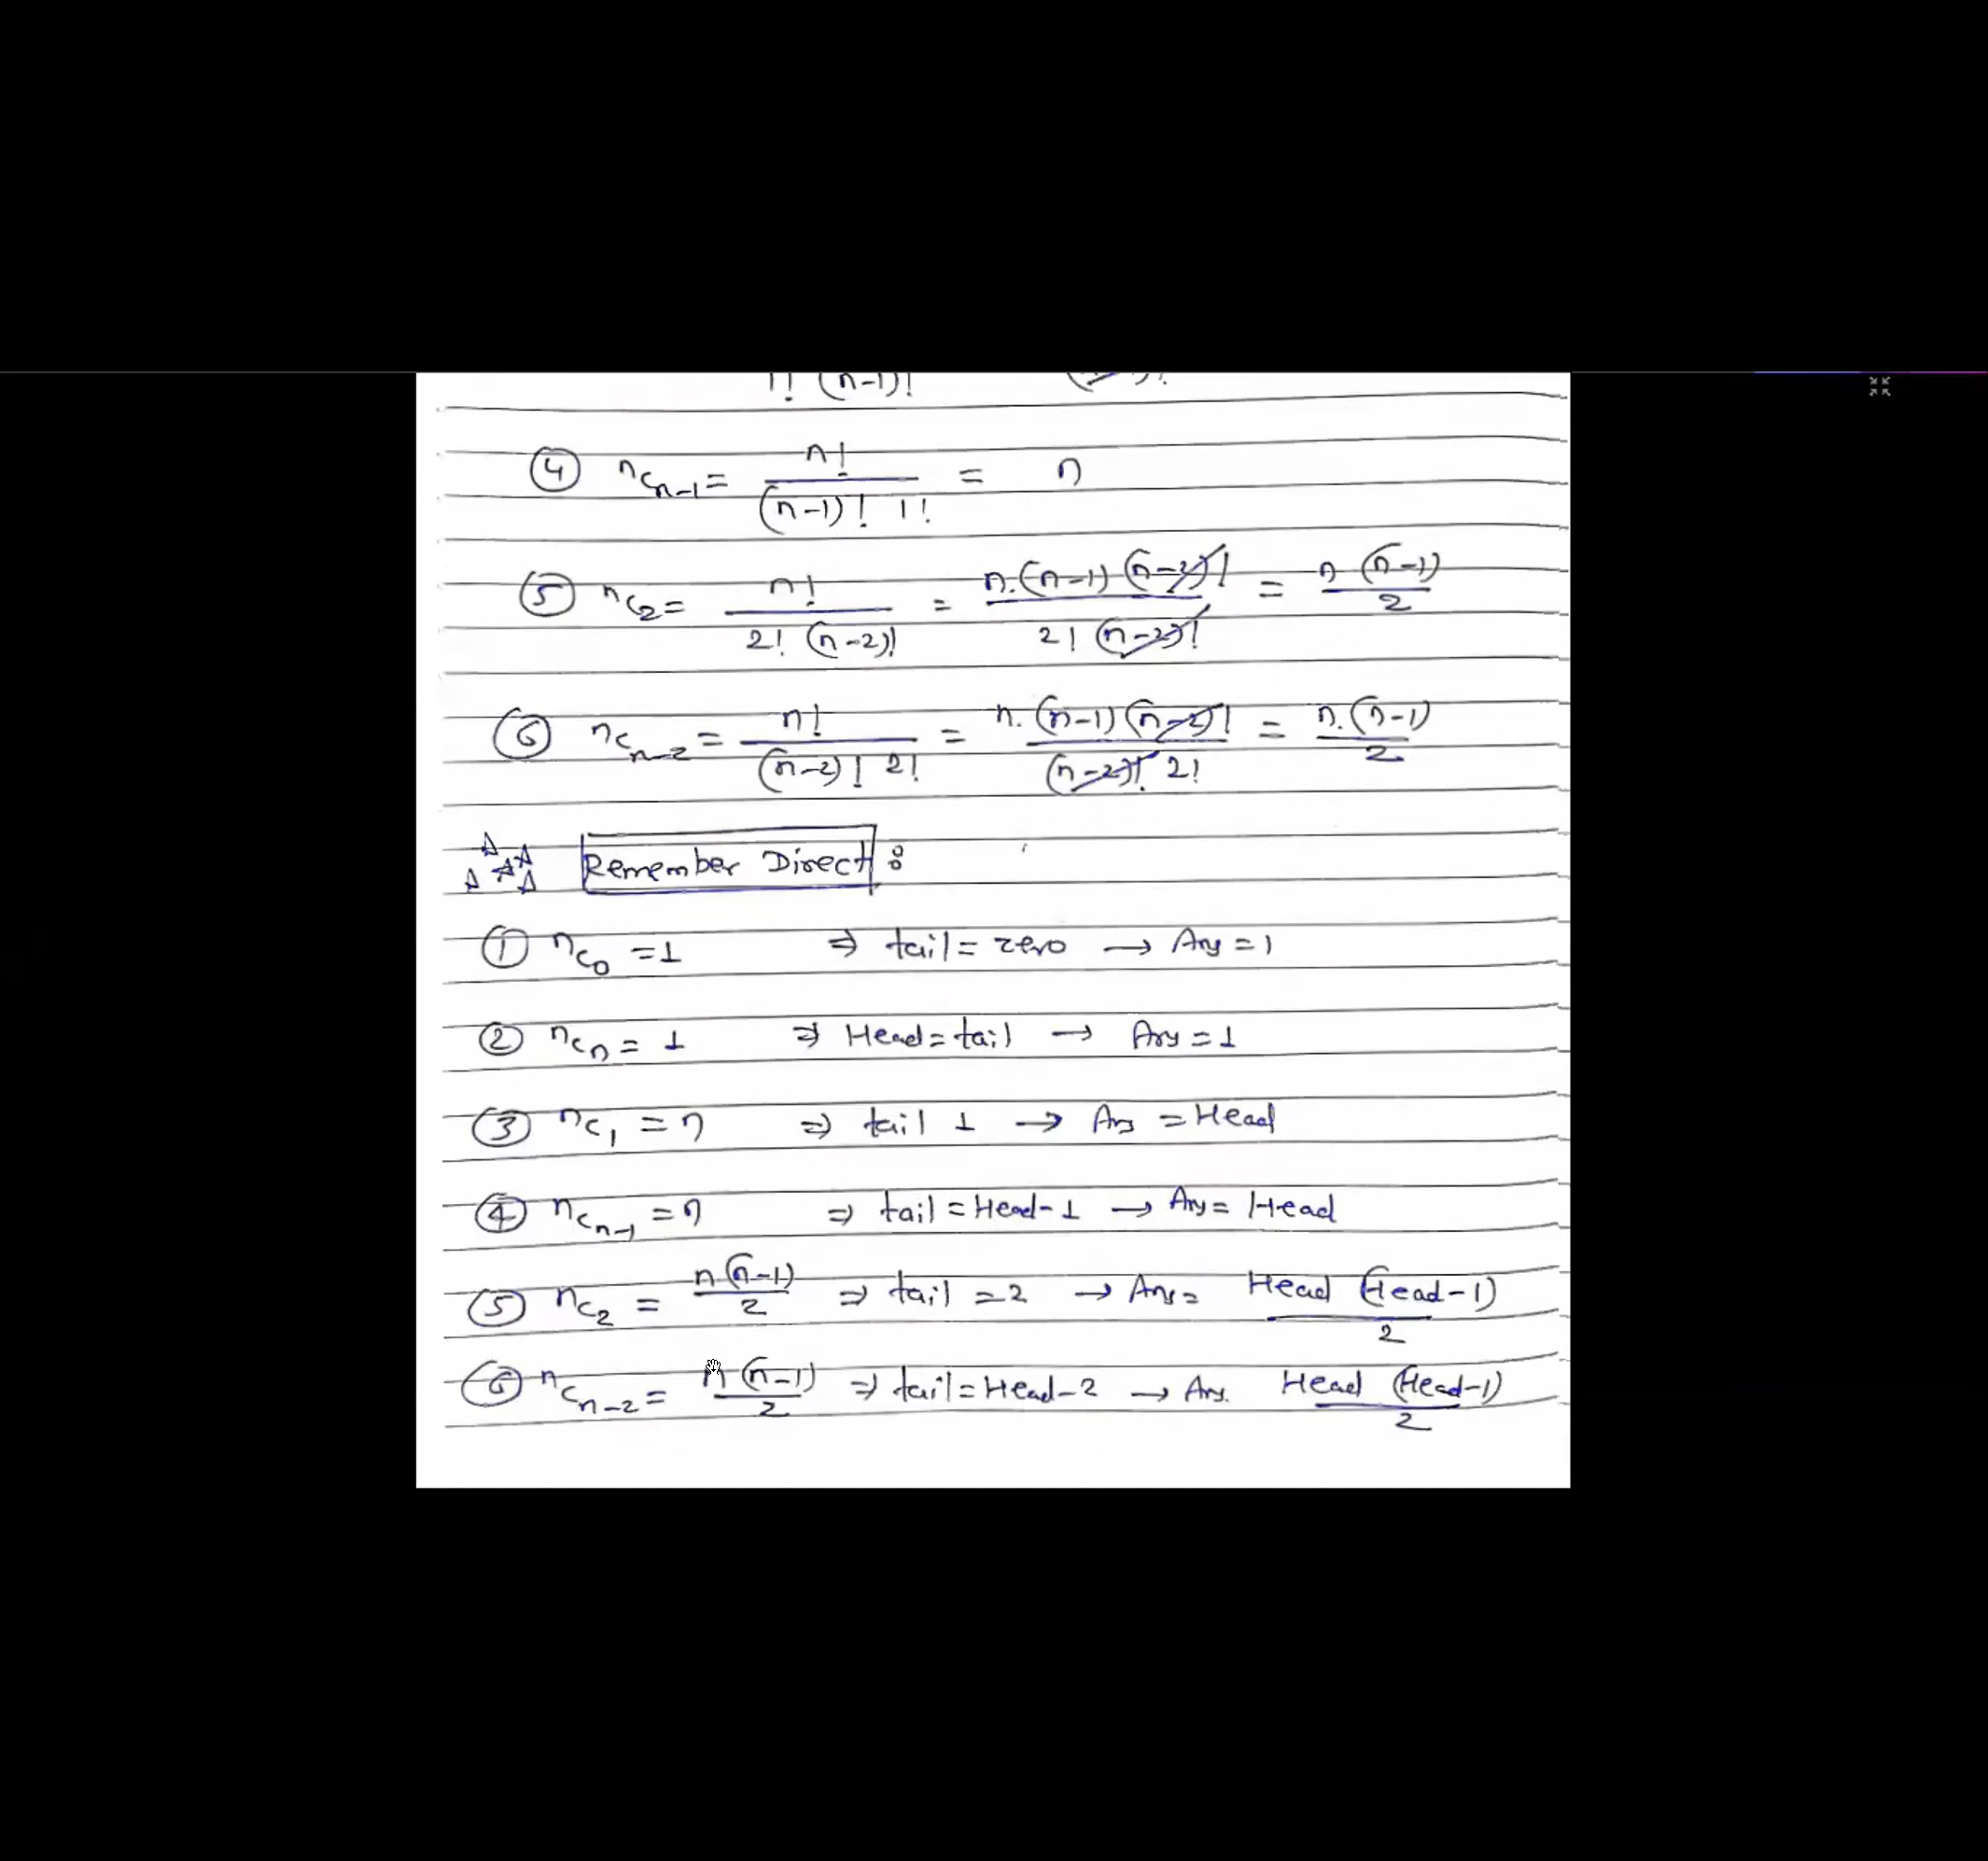 1! (n-1)!
④ nCn-1 = n! / (n-1)! 1! = n
⑤ nC2 = n! / 2! (n-2)! = n.(n-1)(n-2)! / 2! (n-2)! = n (n-1) / 2
⑥ nCn-2 = n! / (n-2)! 2! = n.(n-1)(n-2)! / (n-2)! 2! = n.(n-1) / 2
Remember Direct :
① nC0 = 1 ⇒ tail = zero → Ans = 1
② nCn = 1 ⇒ Head = tail → Ans = 1
③ nC1 = n ⇒ tail 1 → Ans = Head
④ nCn-1 = n ⇒ tail = Head-1 → Ans = Head
⑤ nC2 = n(n-1) / 2 ⇒ tail = 2 → Ans = Head (Head-1) / 2
⑥ nCn-2 = n(n-1) / 2 ⇒ tail = Head-2 → Ans. Head (Head-1) / 2